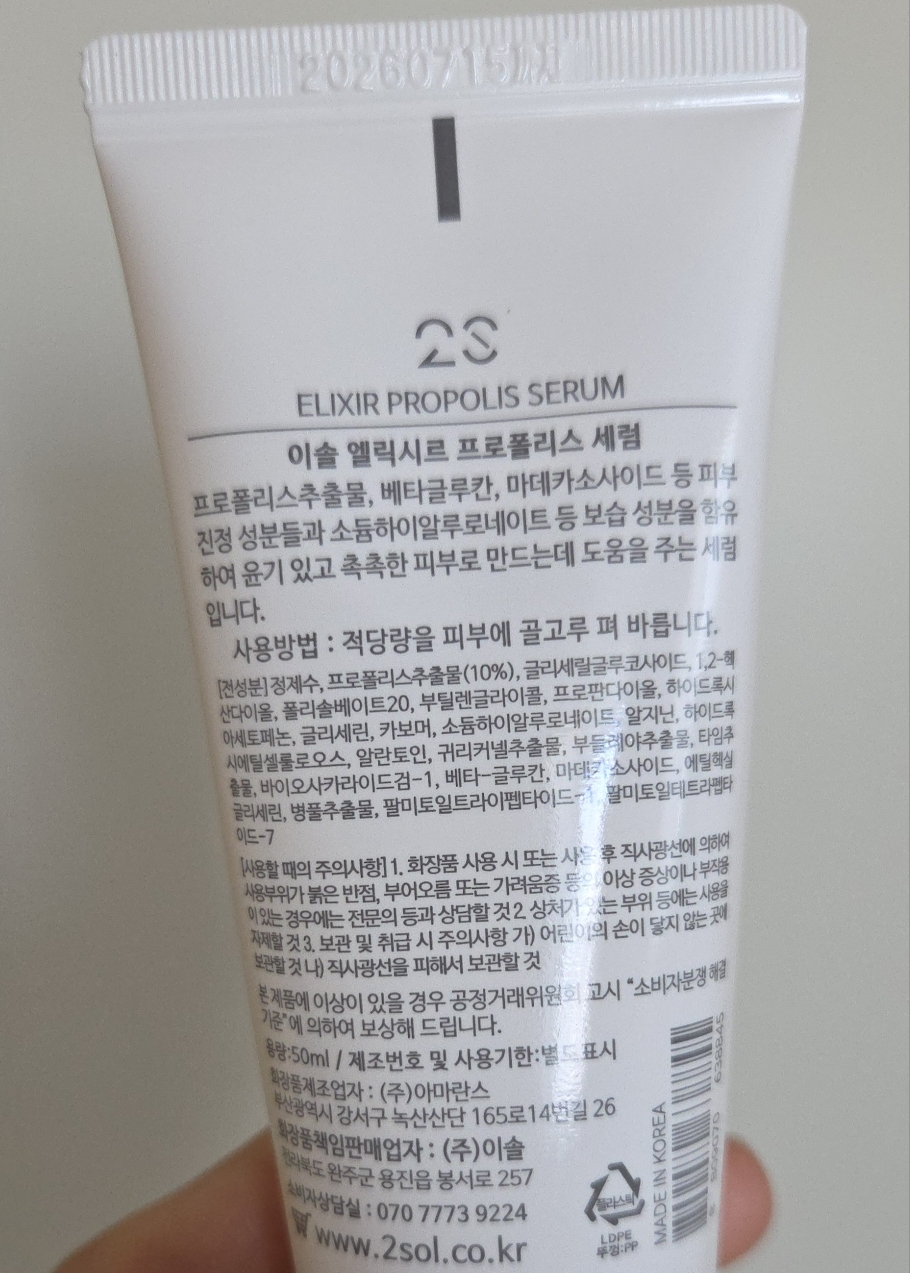 20260715까지
2S
ELIXIR PROPOLIS SERUM
이솔 엘릭시르 프로폴리스 세럼
프로폴리스추출물, 베타글루칸, 마데카소사이드 등 피부
진정 성분들과 소듐하이알루로네이트 등 보습 성분을 함유
하여 윤기 있고 촉촉한 피부로 만드는데 도움을 주는 세럼
입니다.
사용방법 : 적당량을 피부에 골고루 펴 바릅니다.
[전성분] 정제수, 프로폴리스추출물(10%), 글리세릴글루코사이드, 1,2-헥
산다이올, 폴리솔베이트20, 부틸렌글라이콜, 프로판다이올, 하이드록시
아세토페논, 글리세린, 카보머, 소듐하이알루로네이트, 알지닌, 하이드록
시에틸셀룰로오스, 알란토인, 귀리커넬추출물, 부들레야추출물, 타임추
출물, 바이오사카라이드검-1, 베타-글루칸, 마데카소사이드, 에틸헥실
글리세린, 병풀추출물, 팔미토일트라이펩타이드-1, 팔미토일테트라펩타
이드-7
[사용할 때의 주의사항] 1. 화장품 사용 시 또는 사용 후 직사광선에 의하여
사용부위가 붉은 반점, 부어오름 또는 가려움증 등의 이상 증상이나 부작용
이 있는 경우에는 전문의 등과 상담할 것 2. 상처가 있는 부위 등에는 사용을
자제할 것 3. 보관 및 취급 시 주의사항 가) 어린이의 손이 닿지 않는 곳에
보관할 것 나) 직사광선을 피해서 보관할 것
본 제품에 이상이 있을 경우 공정거래위원회 고시 "소비자분쟁 해결
기준"에 의하여 보상해 드립니다.
용량:50ml / 제조번호 및 사용기한:별도표시
화장품제조업자 : (주)아마란스
부산광역시 강서구 녹산산단 165로14번길 26
화장품책임판매업자 : (주)이솔
전라북도 완주군 용진읍 봉서로 257
소비자상담실 : 070 7773 9224
www.2sol.co.kr
플라스틱
LDPE
뚜껑:PP
MADE IN KOREA
638845